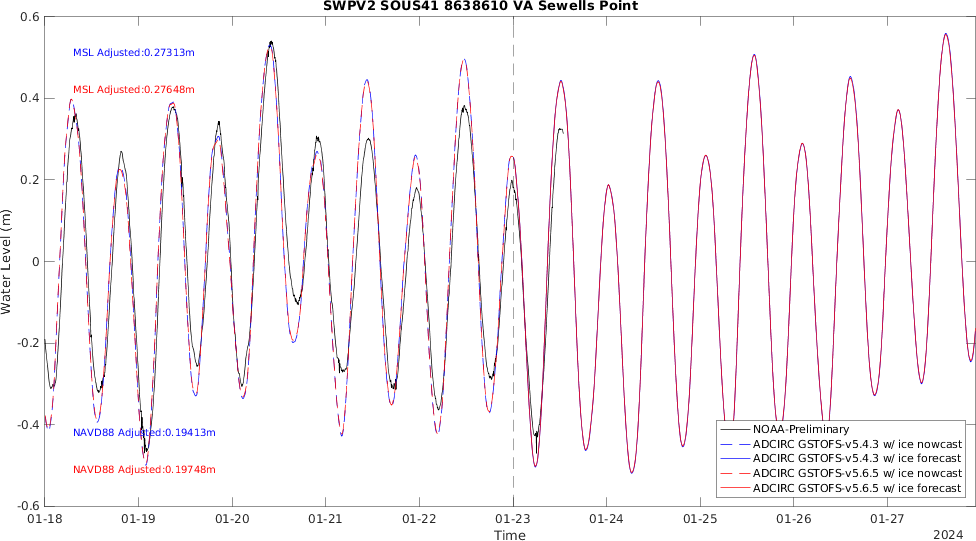 SWPV2 SOUS41 8638610 VA Sewells Point
0.6
0.4
0.2
0
-0.2
-0.4
-0.6
Water Level (m)
MSL Adjusted:0.27313m
MSL Adjusted:0.27648m
NAVD88 Adjusted:0.19413m
NAVD88 Adjusted:0.19748m
NOAA-Preliminary
ADCIRC GSTOFS-v5.4.3 w/ ice nowcast
ADCIRC GSTOFS-v5.4.3 w/ ice forecast
ADCIRC GSTOFS-v5.6.5 w/ ice nowcast
ADCIRC GSTOFS-v5.6.5 w/ ice forecast
01-18 01-19 01-20 01-21 01-22 01-23 01-24 01-25 01-26 01-27
Time
2024